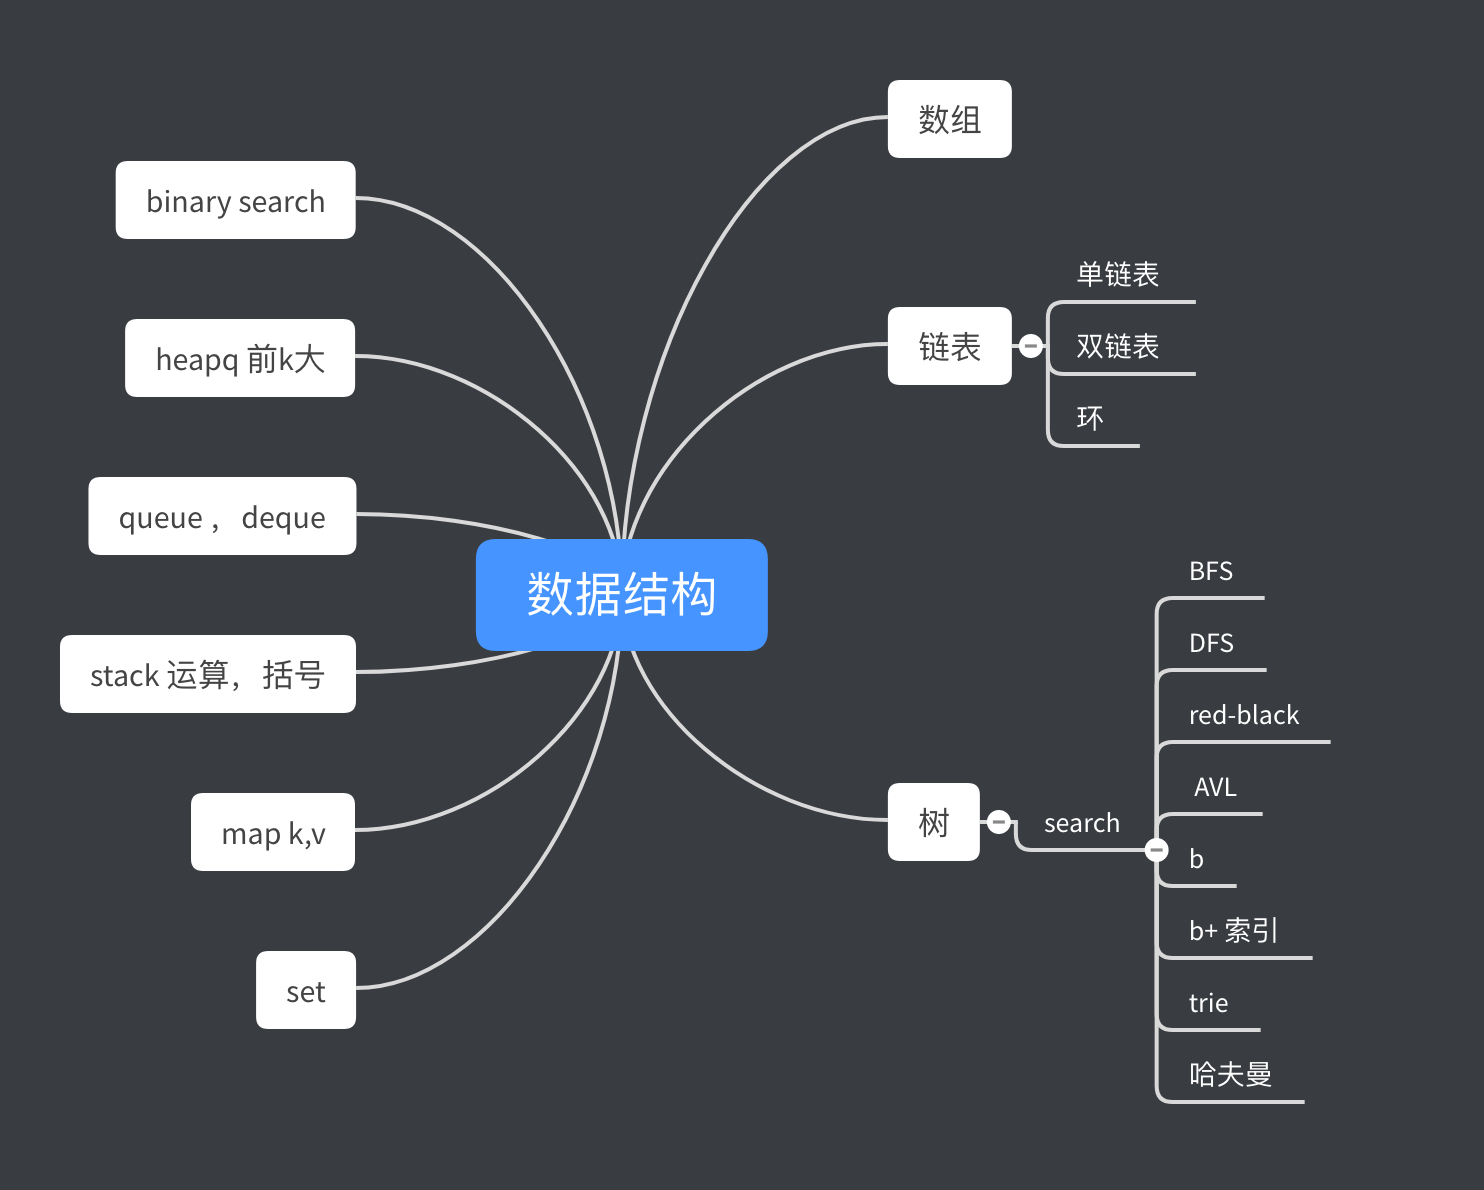 数据结构
数组
链表
单链表
双链表
环
树
search
BFS
DFS
red-black
AVL
b
b+ 索引
trie
哈夫曼
binary search
heapq 前k大
queue ,  deque
stack 运算， 括号
map k,v
set